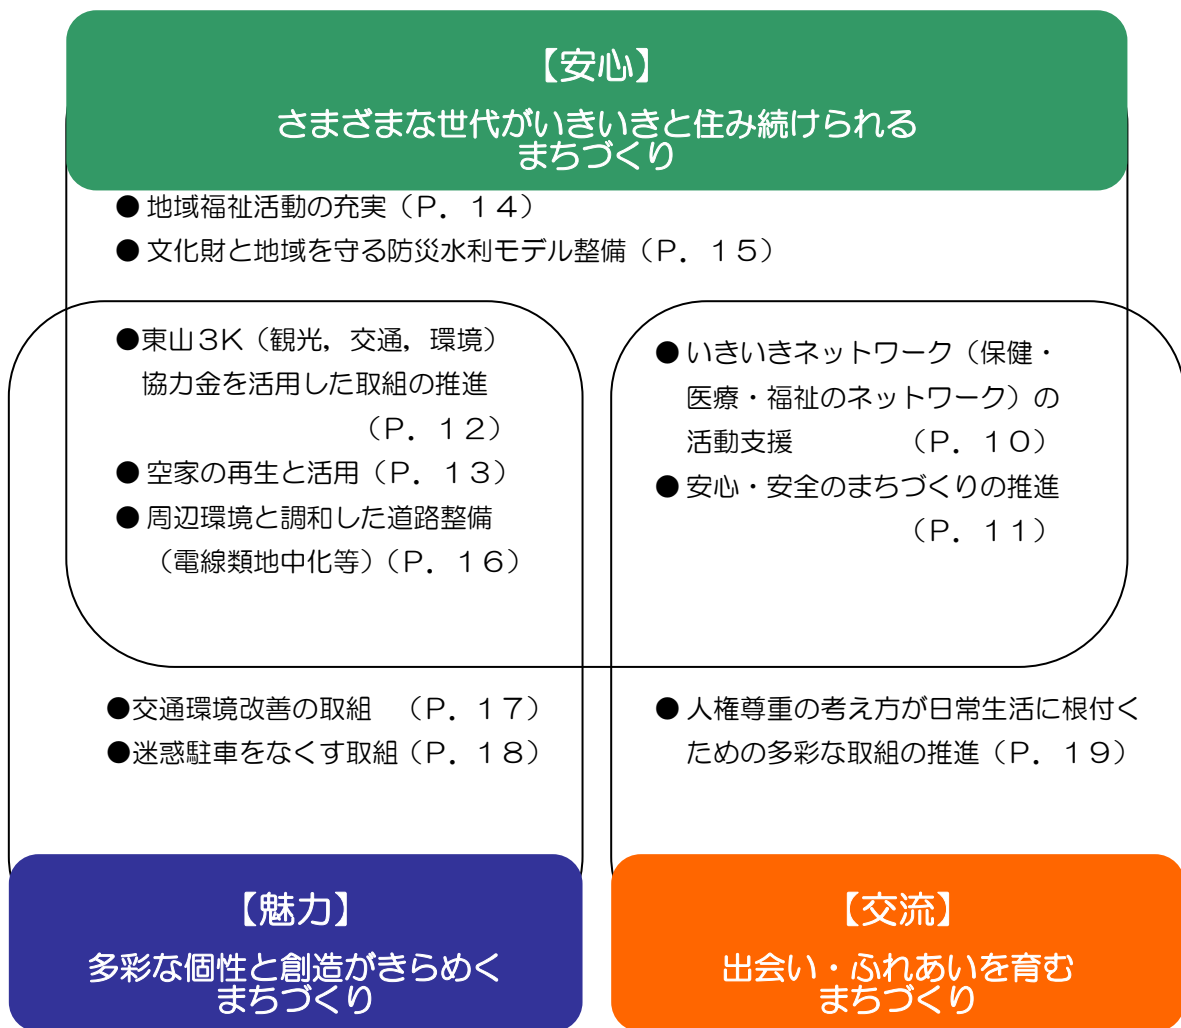 【安心】
さまざまな世代がいきいきと住み続けられる
まちづくり
● 地域福祉活動の充実（Ｐ．１４）
● 文化財と地域を守る防災水利モデル整備（Ｐ．１５）
●東山３Ｋ（観光，交通，環境）
協力金を活用した取組の推進
（Ｐ．１２）
● 空家の再生と活用（Ｐ．１３）
● 周辺環境と調和した道路整備
（電線類地中化等）（Ｐ．１６）
● いきいきネットワーク（保健・
医療・福祉のネットワーク）の
活動支援　　　　（Ｐ．１０）
● 安心・安全のまちづくりの推進
（Ｐ．１１）
●交通環境改善の取組　（Ｐ．１７）
●迷惑駐車をなくす取組（Ｐ．１８）
● 人権尊重の考え方が日常生活に根付く
ための多彩な取組の推進（Ｐ．１９）
【魅力】
多彩な個性と創造がきらめく
まちづくり
【交流】
出会い・ふれあいを育む
まちづくり